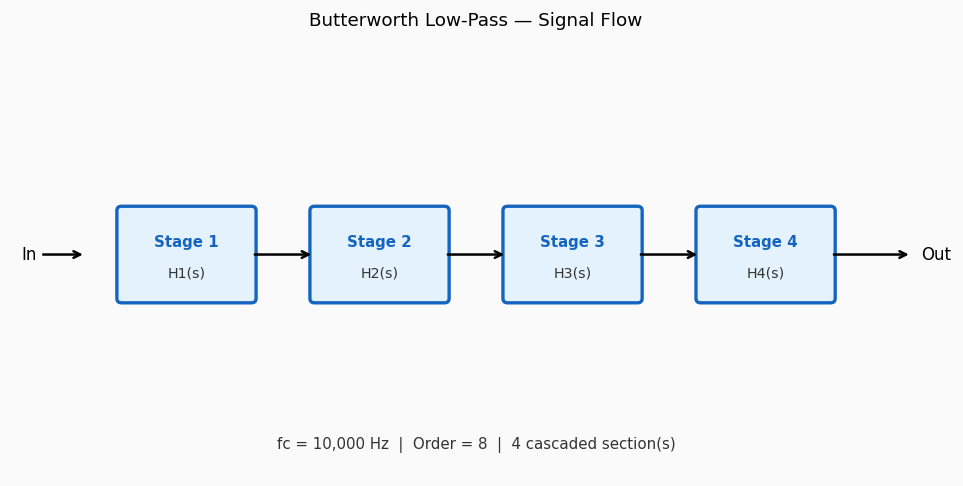 Butterworth Low-Pass — Signal Flow
In
Stage 1
H1(s)
Stage 2
H2(s)
Stage 3
H3(s)
Stage 4
H4(s)
Out
fc = 10,000 Hz | Order = 8 | 4 cascaded section(s)